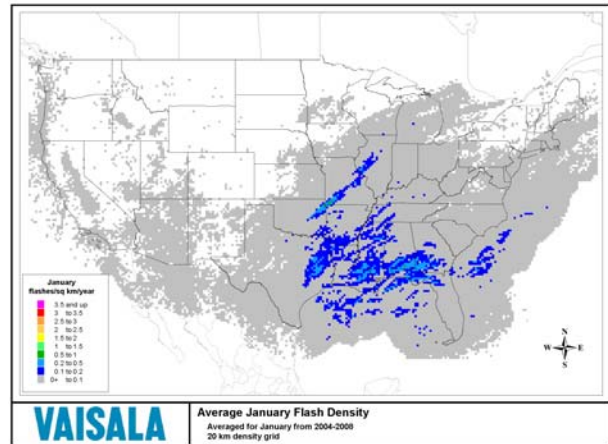 January
flashes/sq km/year
3.5 and up
3 to 3.5
2.5 to 3
2 to 2.5
1.5 to 2
1 to 1.5
0.5 to 1
0.2 to 0.5
0.1 to 0.2
0+ to 0.1
N
W E
S
VAISALA
Average January Flash Density
Averaged for January from 2004-2008
20 km density grid